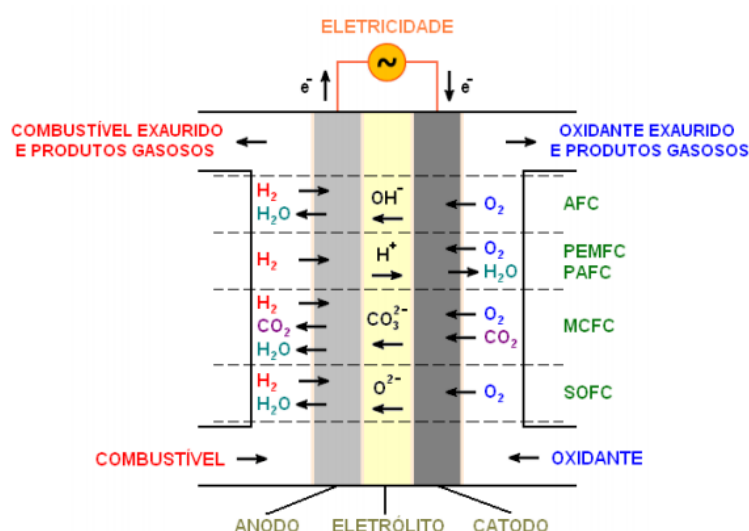 ELETRICIDADE
e⁻ e⁻
COMBUSTÍVEL EXAURIDO
E PRODUTOS GASOSOS
OXIDANTE EXAURIDO
E PRODUTOS GASOSOS
H₂
H₂O
OH⁻
O₂
AFC
H₂
H⁺
O₂
H₂O
PEMFC
PAFC
H₂
CO₂
H₂O
CO₃²⁻
O₂
CO₂
MCFC
H₂
H₂O
O²⁻
O₂
SOFC
COMBUSTÍVEL
OXIDANTE
ANODO ELETRÓLITO CATODO